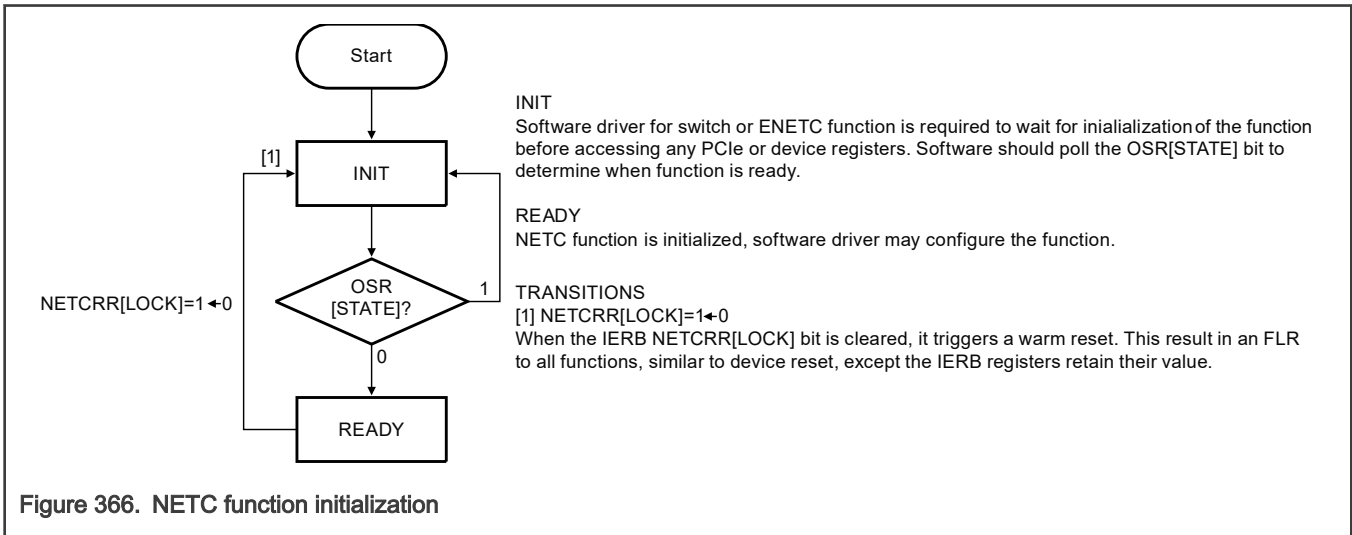 Start
INIT
[1]
OSR
[STATE]?
1
0
NETCRR[LOCK]=1←0
READY
INIT
Software driver for switch or ENETC function is required to wait for inialialization of the function
before accessing any PCIe or device registers. Software should poll the OSR[STATE] bit to
determine when function is ready.
READY
NETC function is initialized, software driver may configure the function.
TRANSITIONS
[1] NETCRR[LOCK]=1←0
When the IERB NETCRR[LOCK] bit is cleared, it triggers a warm reset. This result in an FLR
to all functions, similar to device reset, except the IERB registers retain their value.
Figure 366. NETC function initialization